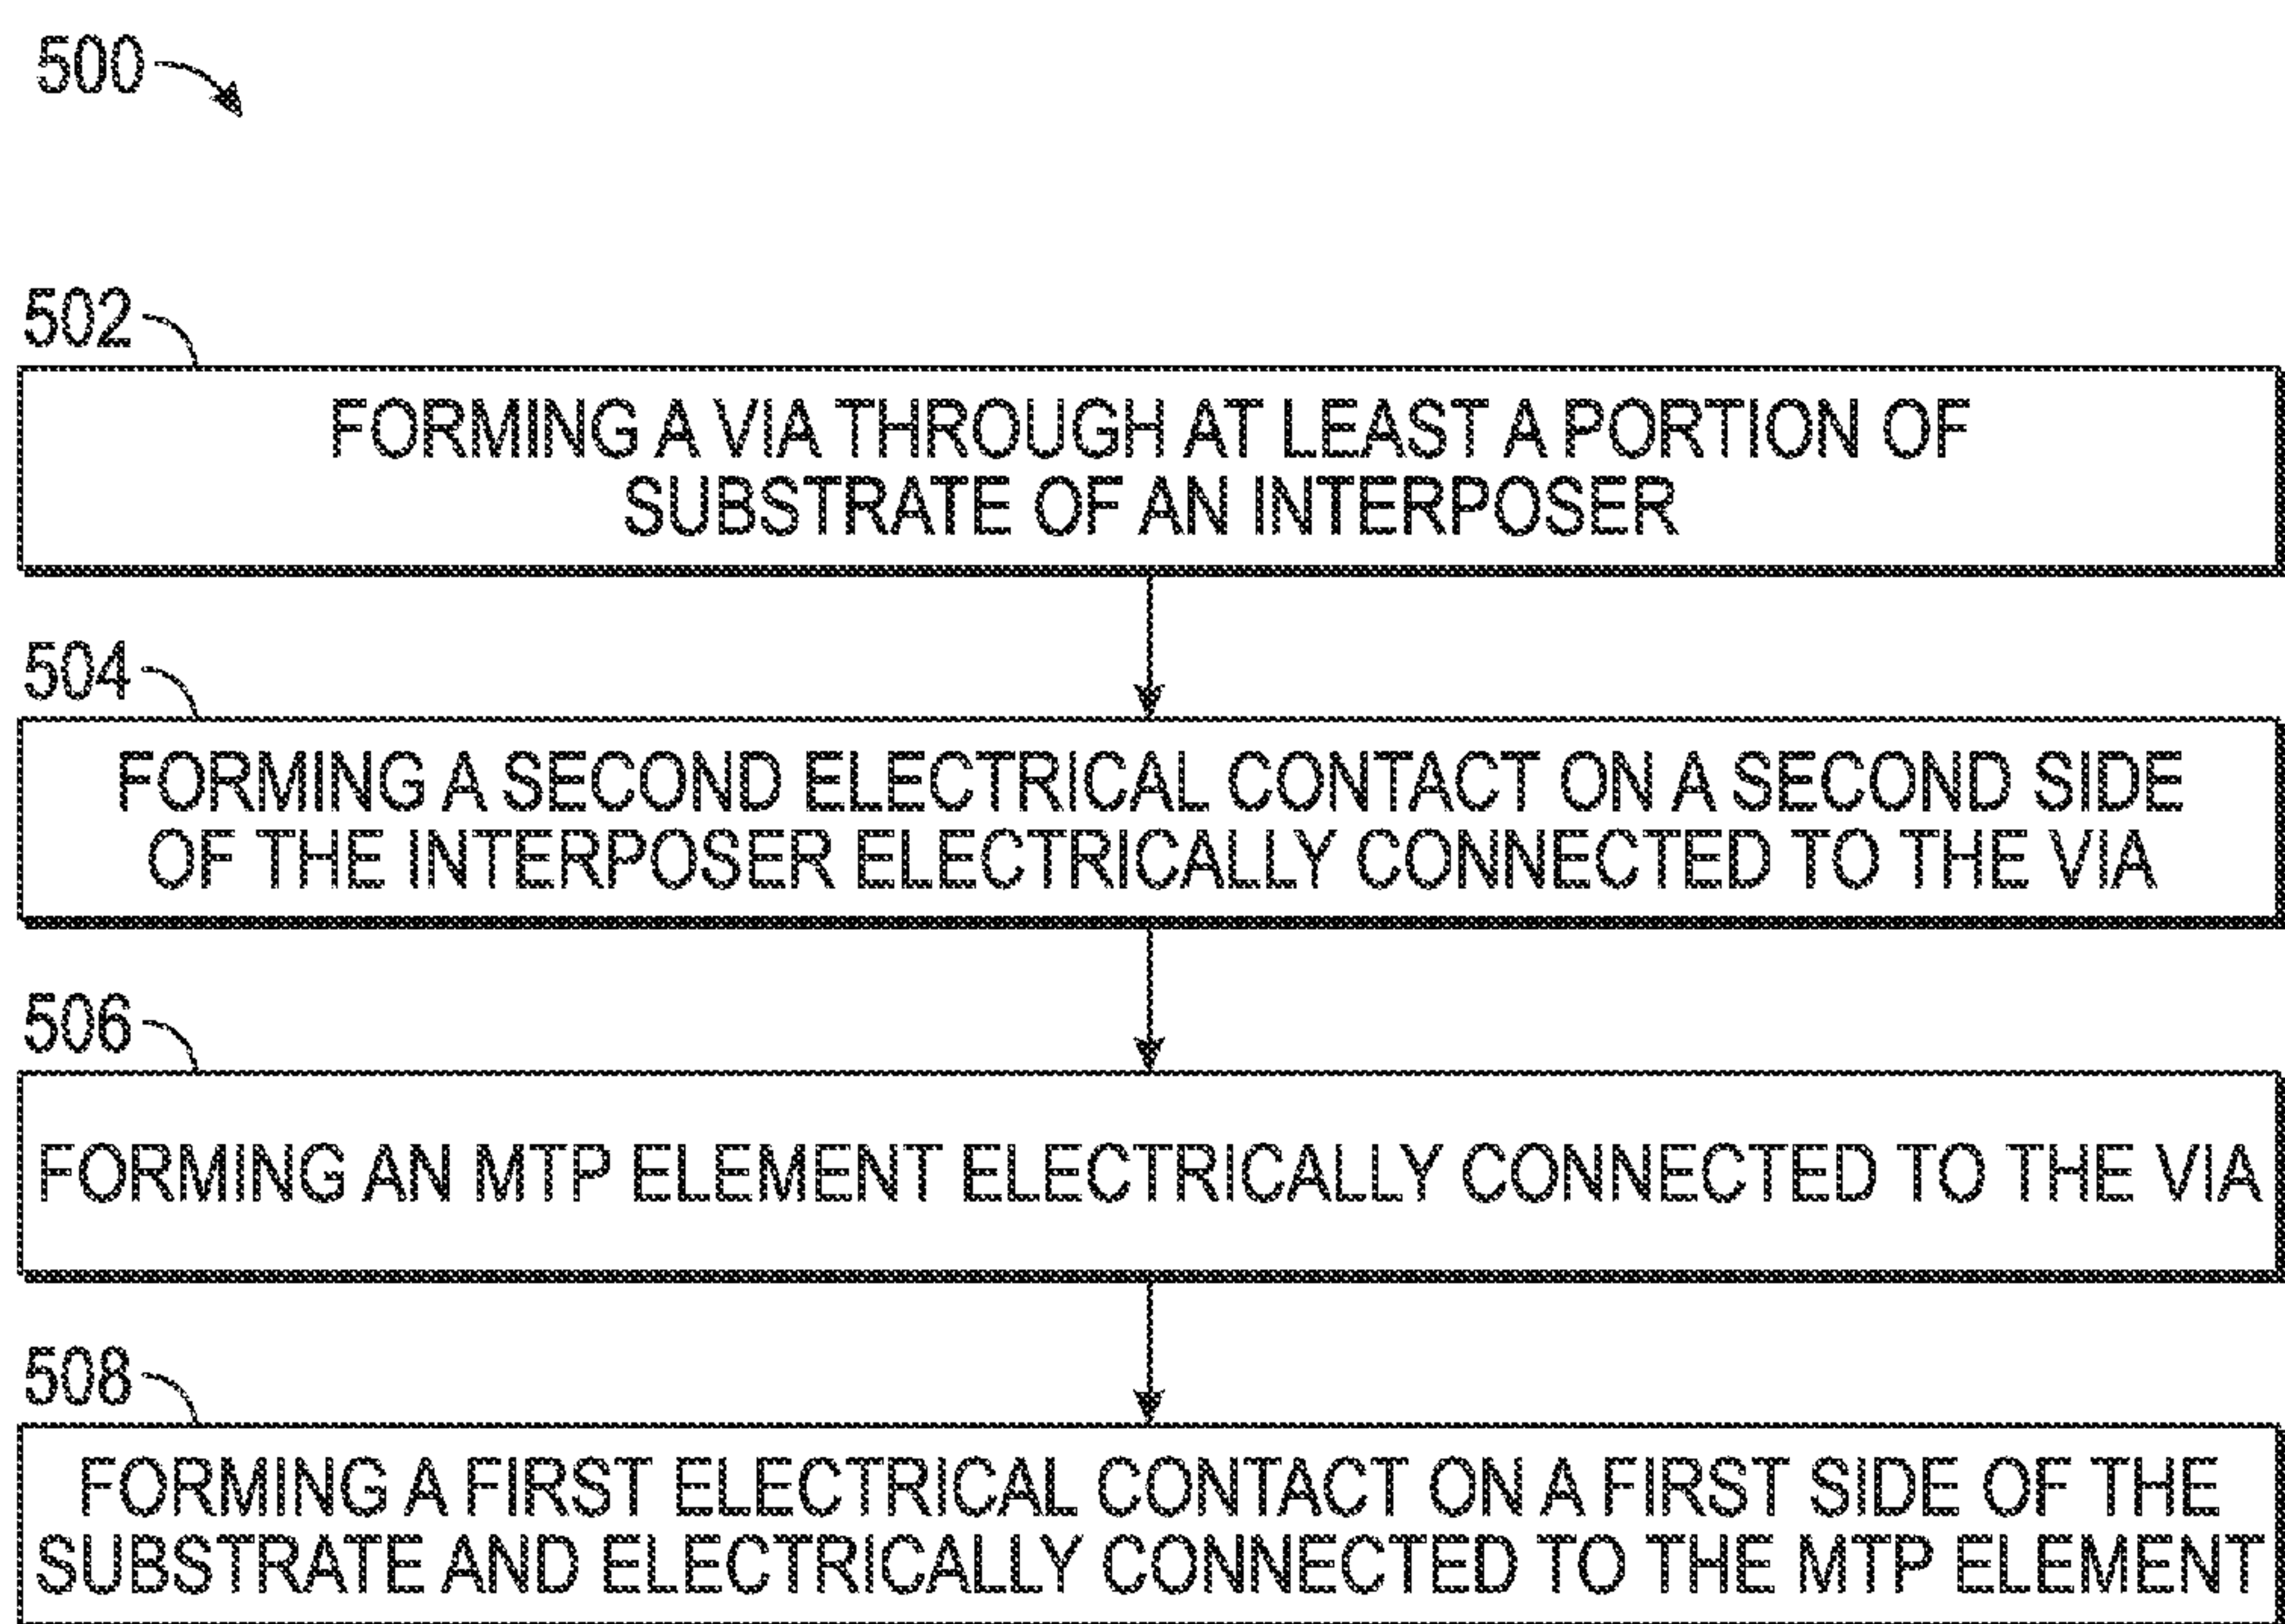 500
502
FORMING A VIA THROUGH AT LEAST A PORTION OF
SUBSTRATE OF AN INTERPOSER
504
FORMING A SECOND ELECTRICAL CONTACT ON A SECOND SIDE
OF THE INTERPOSER ELECTRICALLY CONNECTED TO THE VIA
506
FORMING AN MTP ELEMENT ELECTRICALLY CONNECTED TO THE VIA
508
FORMING A FIRST ELECTRICAL CONTACT ON A FIRST SIDE OF THE
SUBSTRATE AND ELECTRICALLY CONNECTED TO THE MTP ELEMENT